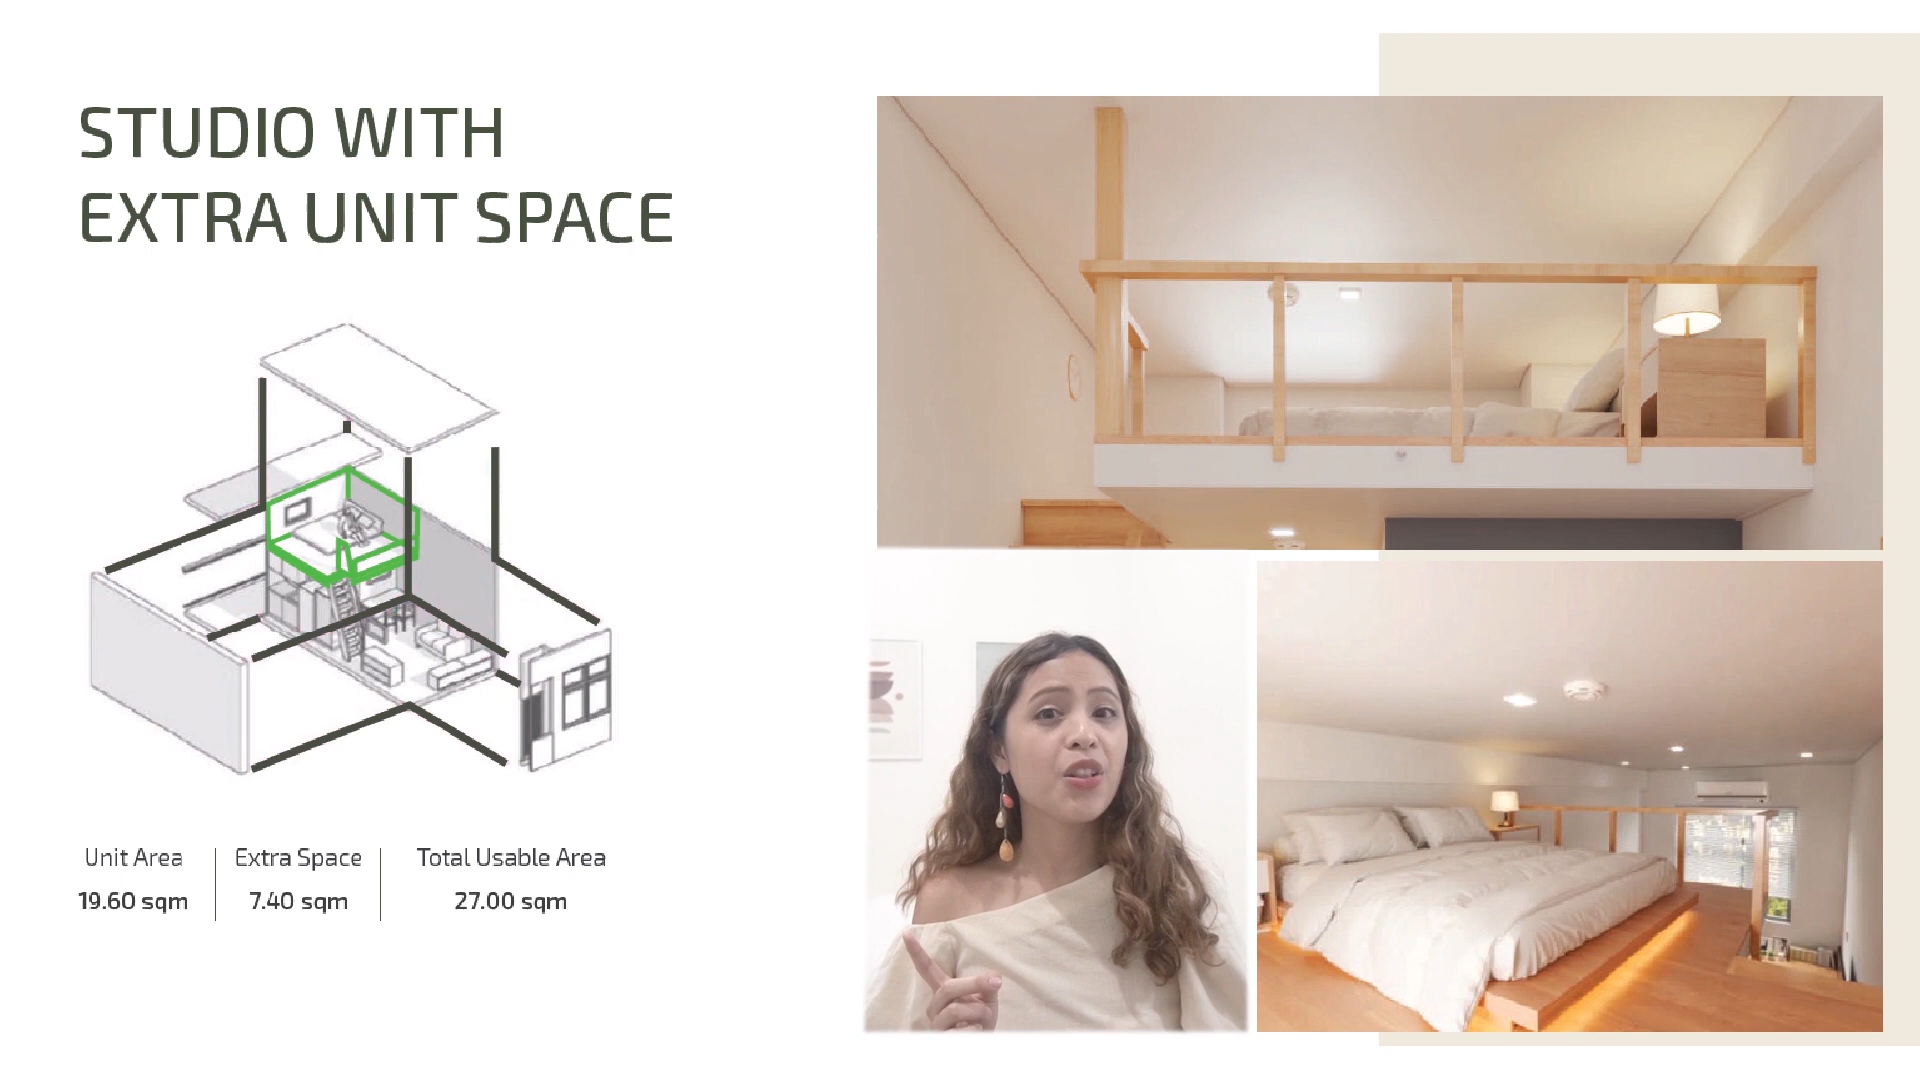 STUDIO WITH
EXTRA UNIT SPACE
Unit Area
19.60 sqm
Extra Space
7.40 sqm
Total Usable Area
27.00 sqm